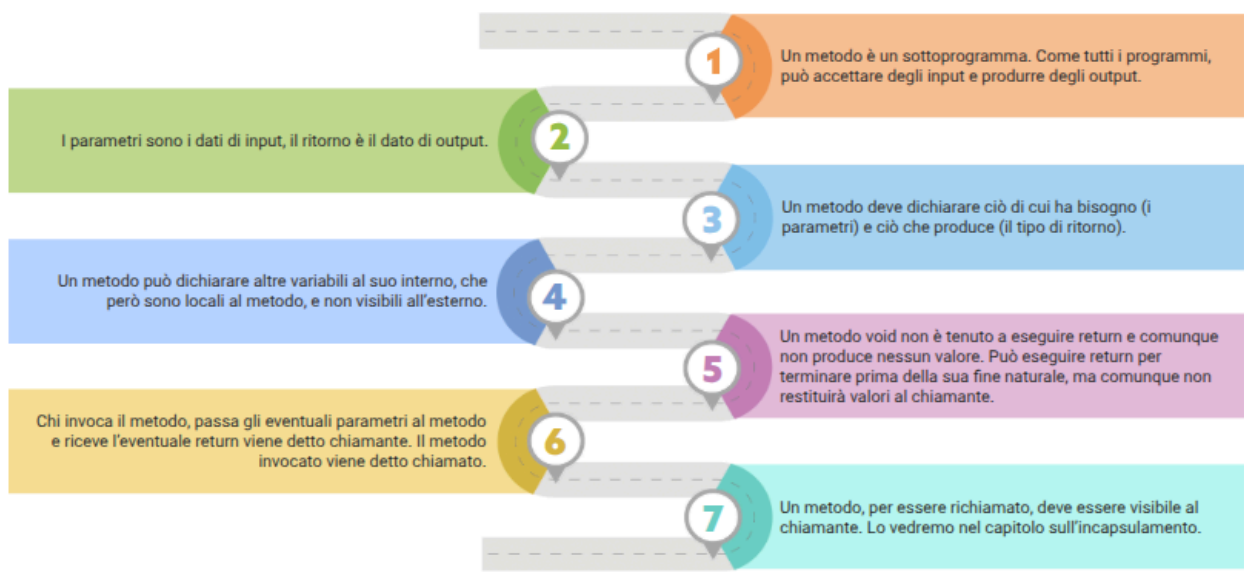 1
Un metodo è un sottoprogramma. Come tutti i programmi,
può accettare degli input e produrre degli output.
2
I parametri sono i dati di input, il ritorno è il dato di output.
3
Un metodo deve dichiarare ciò di cui ha bisogno (i
parametri) e ciò che produce (il tipo di ritorno).
4
Un metodo può dichiarare altre variabili al suo interno, che
però sono locali al metodo, e non visibili all'esterno.
5
Un metodo void non è tenuto a eseguire return e comunque
non produce nessun valore. Può eseguire return per
terminare prima della sua fine naturale, ma comunque non
restituirà valori al chiamante.
6
Chi invoca il metodo, passa gli eventuali parametri al metodo
e riceve l'eventuale return viene detto chiamante. Il metodo
invocato viene detto chiamato.
7
Un metodo, per essere richiamato, deve essere visibile al
chiamante. Lo vedremo nel capitolo sull'incapsulamento.